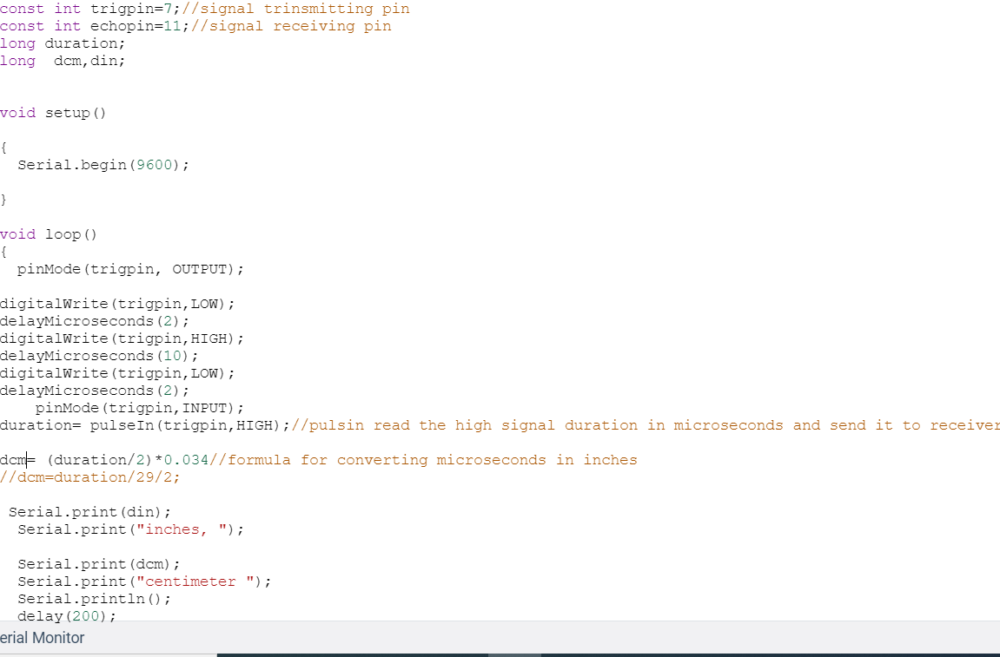 const int trigpin=7;//signal trinsmitting pin
const int echopin=11;//signal receiving pin
long duration;
long  dcm,din;
void setup()
{
  Serial.begin(9600);
}
void loop()
{
  pinMode(trigpin, OUTPUT);
digitalWrite(trigpin,LOW);
delayMicroseconds(2);
digitalWrite(trigpin,HIGH);
delayMicroseconds(10);
digitalWrite(trigpin,LOW);
delayMicroseconds(2);
    pinMode(trigpin,INPUT);
duration= pulseIn(trigpin,HIGH);//pulsin read the high signal duration in microseconds and send it to receiver
dcm= (duration/2)*0.034//formula for converting microseconds in inches
//dcm=duration/29/2;
 Serial.print(din);
  Serial.print("inches, ");
  Serial.print(dcm);
  Serial.print("centimeter ");
  Serial.println();
  delay(200);
erial Monitor